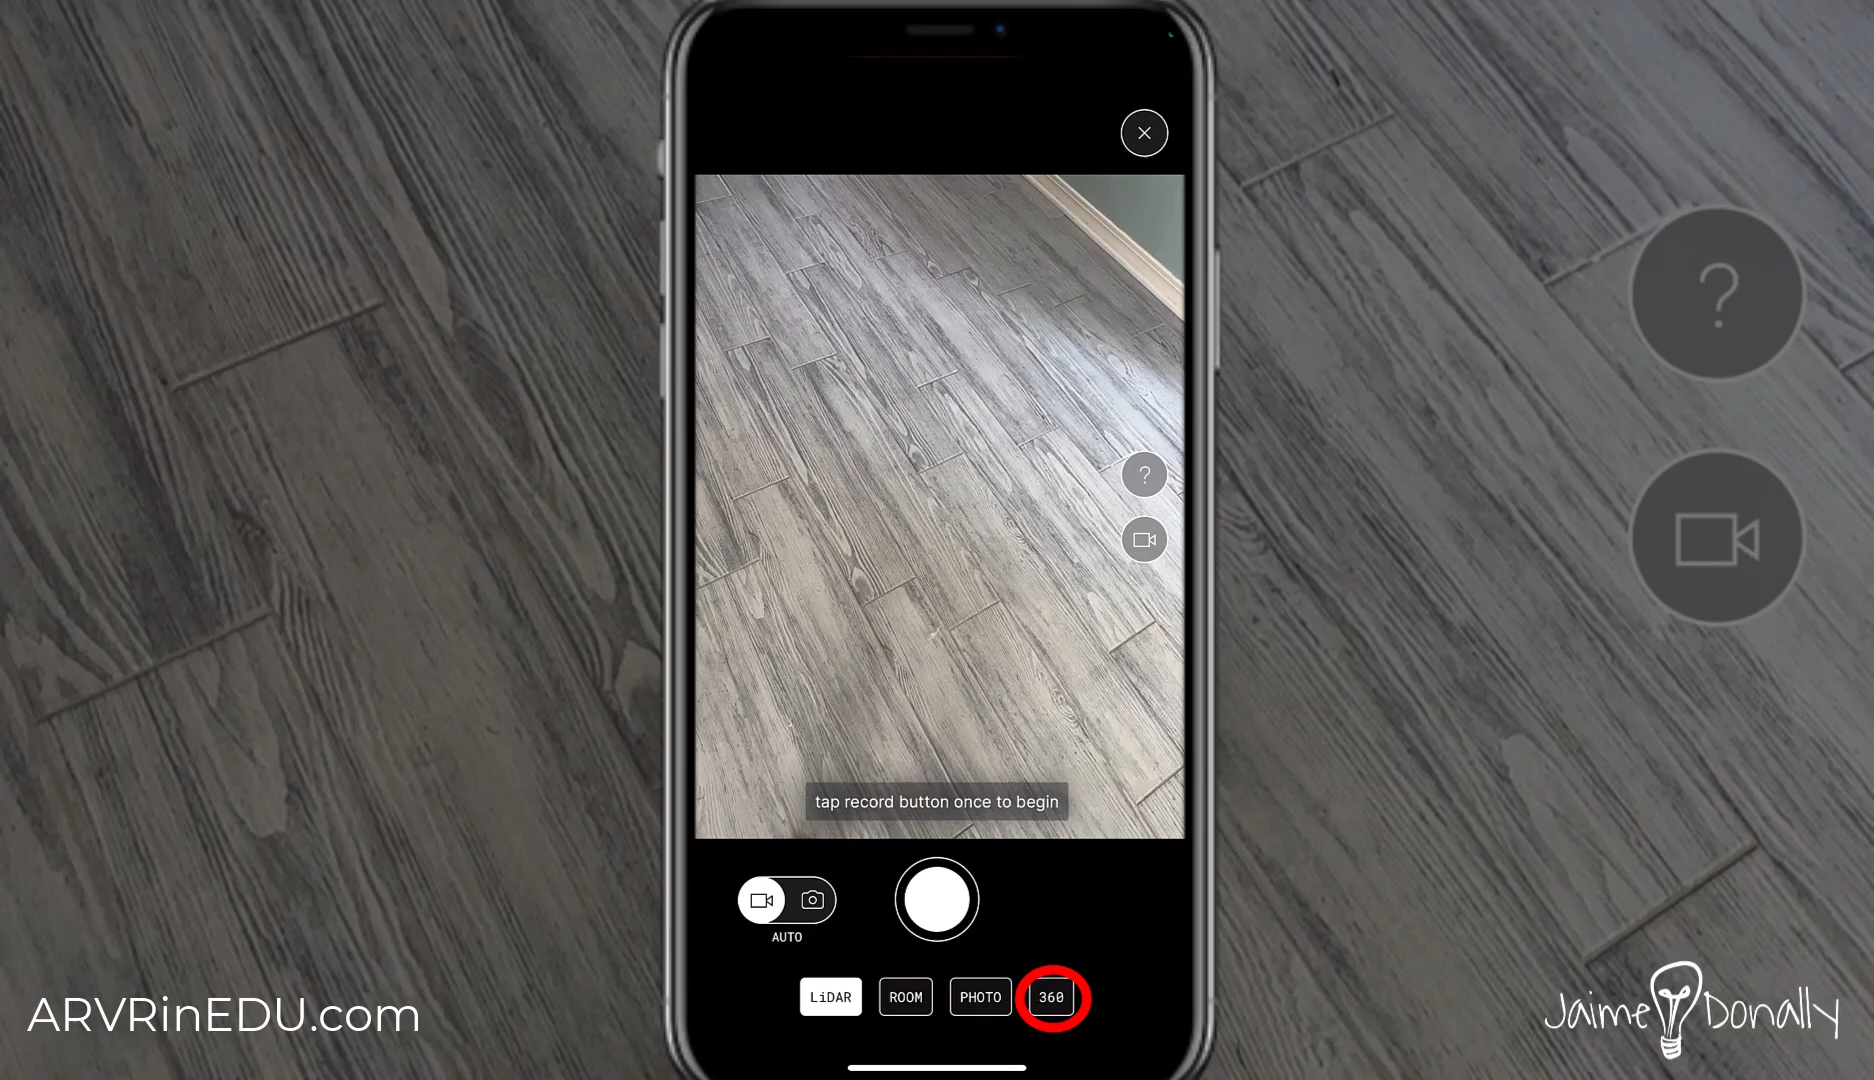 ?
?
tap record button once to begin
AUTO
LiDAR
ROOM
PHOTO
360
ARVRinEDU.com
Jaime Donally